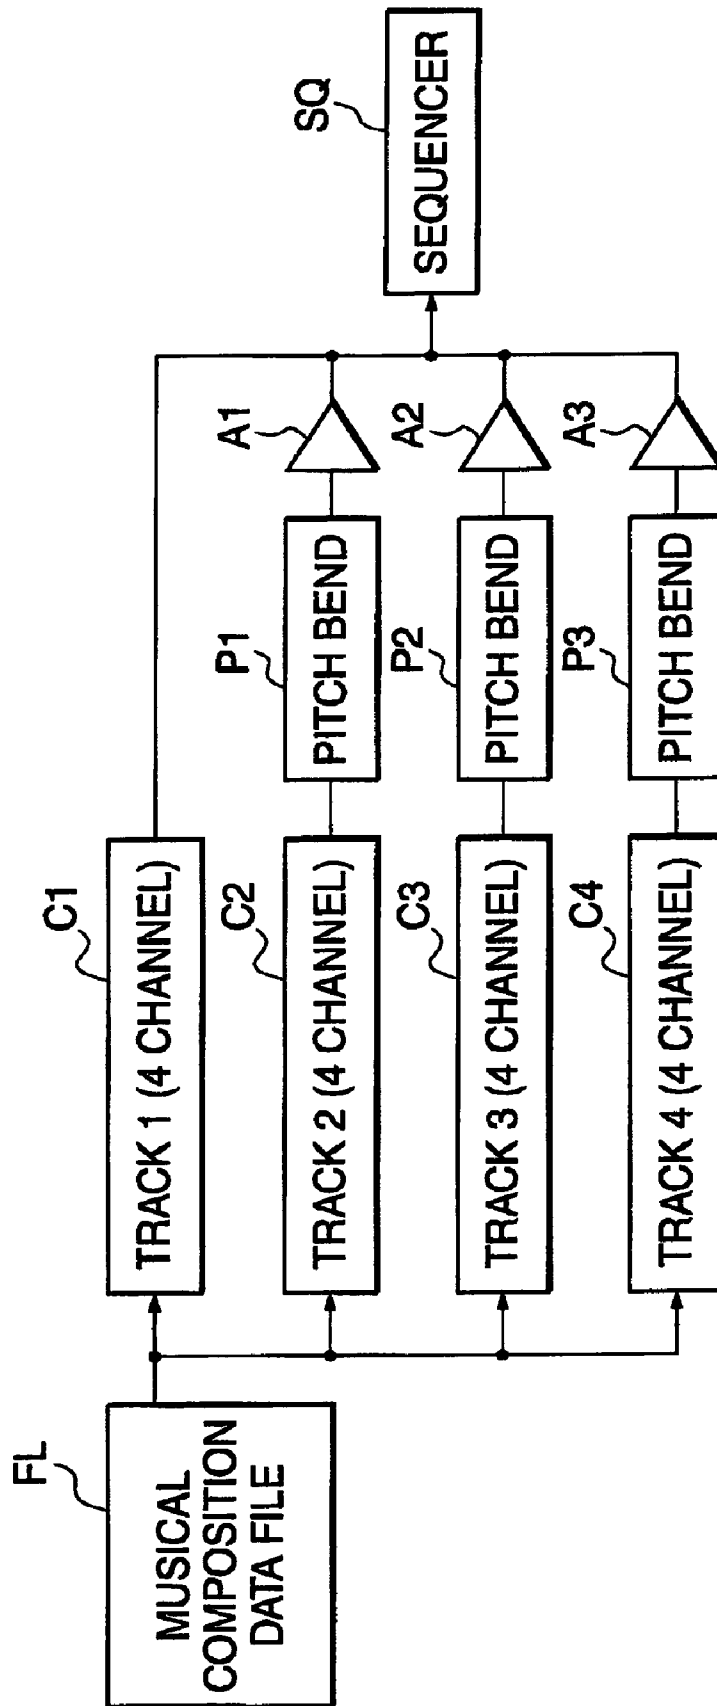 FL
MUSICAL
COMPOSITION
DATA FILE
C1
TRACK 1 (4 CHANNEL)
C2
TRACK 2 (4 CHANNEL)
P1
PITCH BEND
A1
C3
TRACK 3 (4 CHANNEL)
P2
PITCH BEND
A2
C4
TRACK 4 (4 CHANNEL)
P3
PITCH BEND
A3
SQ
SEQUENCER